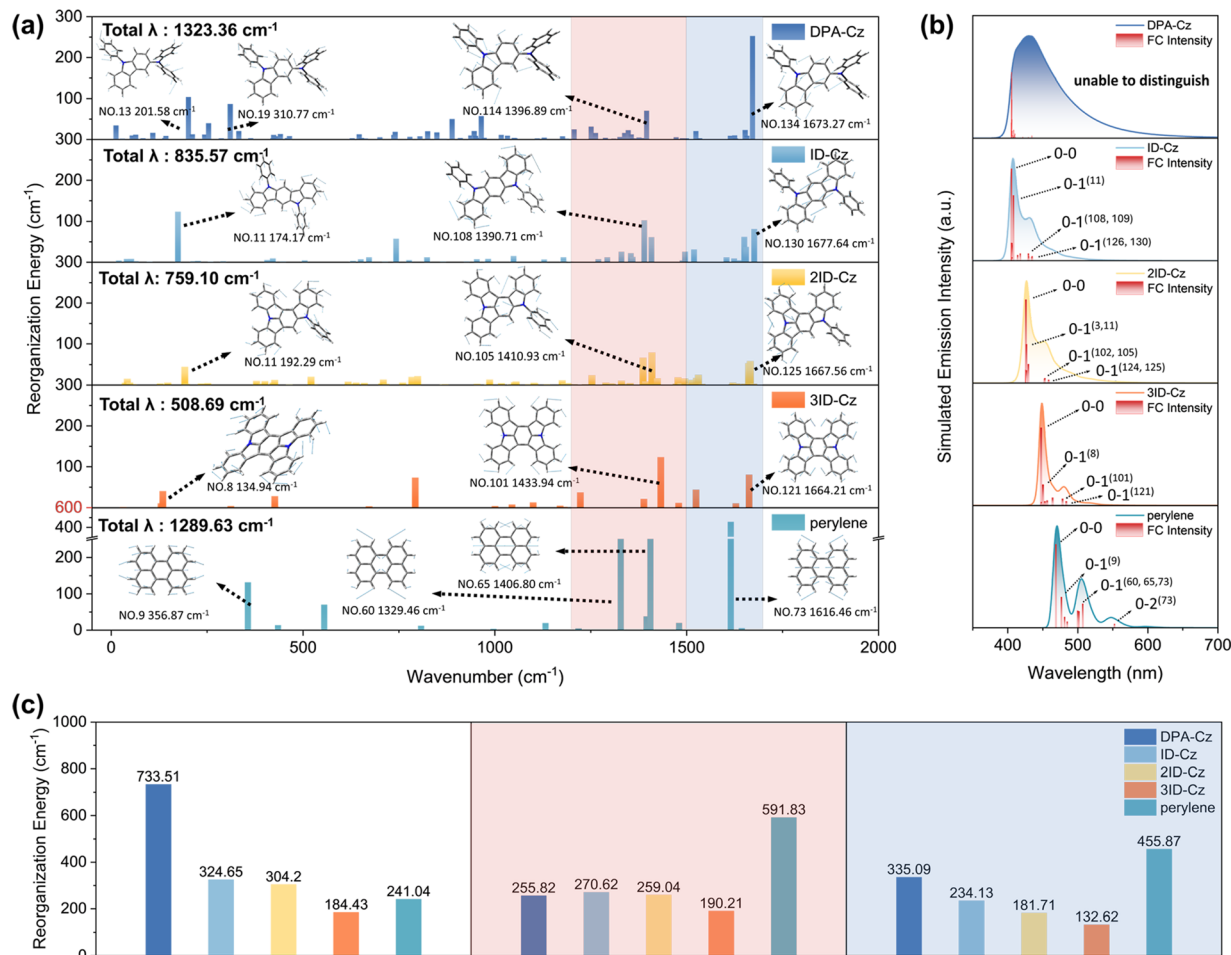 (a)
Reorganization Energy (cm-1)
300
Total λ : 1323.36 cm-1
DPA-Cz
200
100
NO.13 201.58 cm-1
NO.19 310.77 cm-1
NO.114 1396.89 cm-1
NO.134 1673.27 cm-1
300
Total λ : 835.57 cm-1
ID-Cz
200
100
NO.11 174.17 cm-1
NO.108 1390.71 cm-1
NO.130 1677.64 cm-1
300
Total λ : 759.10 cm-1
2ID-Cz
200
100
NO.11 192.29 cm-1
NO.105 1410.93 cm-1
NO.125 1667.56 cm-1
300
Total λ : 508.69 cm-1
3ID-Cz
200
100
NO.8 134.94 cm-1
NO.101 1433.94 cm-1
NO.121 1664.21 cm-1
600
Total λ : 1289.63 cm-1
perylene
400
200
0
NO.9 356.87 cm-1
NO.60 1329.46 cm-1
NO.65 1406.80 cm-1
NO.73 1616.46 cm-1
0 500 1000 1500 2000
Wavenumber (cm-1)
(b)
Simulated Emission Intensity (a.u.)
DPA-Cz
FC Intensity
unable to distinguish
ID-Cz
FC Intensity
0-0
0-1(11)
0-1(108, 109)
0-1(126, 130)
2ID-Cz
FC Intensity
0-0
0-1(3,11)
0-1(102, 105)
0-1(124, 125)
3ID-Cz
FC Intensity
0-0
0-1(8)
0-1(101)
0-1(121)
perylene
FC Intensity
0-0
0-1(9)
0-1(60, 65,73)
0-2(73)
400 500 600 700
Wavelength (nm)
(c)
Reorganization Energy (cm-1)
1000
800
600
400
200
0
733.51
324.65
304.2
184.43
241.04
255.82
270.62
259.04
190.21
591.83
335.09
234.13
181.71
132.62
455.87
DPA-Cz
ID-Cz
2ID-Cz
3ID-Cz
perylene